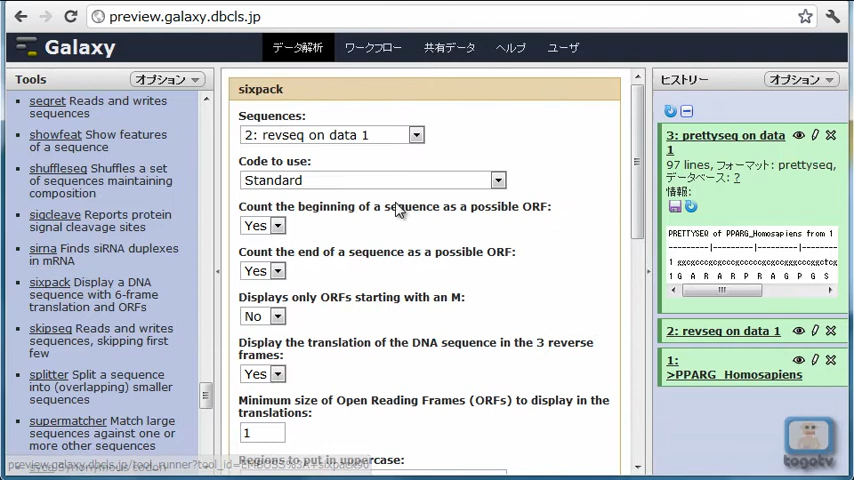 preview.galaxy.dbcls.jp
Galaxy
データ解析
ワークフロー
共有データ
ヘルプ
ユーザ
Tools
オプション
seqret Reads and writes
sequences
showfeat Show features
of a sequence
shuffleseq Shuffles a set
of sequences maintaining
composition
sigcleave Reports protein
signal cleavage sites
sirna Finds siRNA duplexes
in mRNA
sixpack Display a DNA
sequence with 6-frame
translation and ORFs
skipseq Reads and writes
sequences, skipping first
few
splitter Split a sequence
into (overlapping) smaller
sequences
supermatcher Match large
sequences against one or
more other sequences
sixpack
Sequences:
2: revseq on data 1
Code to use:
Standard
Count the beginning of a sequence as a possible ORF:
Yes
Count the end of a sequence as a possible ORF:
Yes
Displays only ORFs starting with an M:
No
Display the translation of the DNA sequence in the 3 reverse
frames:
Yes
Minimum size of Open Reading Frames (ORFs) to display in the
translations:
1
Regions to put in uppercase:
ヒストリー
オプション
3: prettyseq on data
1
97 lines, フォーマット: prettyseq,
データベース: ?
情報:
PRETTYSEQ of PPARG_Homosapiens from 1
---------|---------|---------|
1 G A R A R P R A G P G S
2: revseq on data 1
1:
>PPARG_Homosapiens
togotv